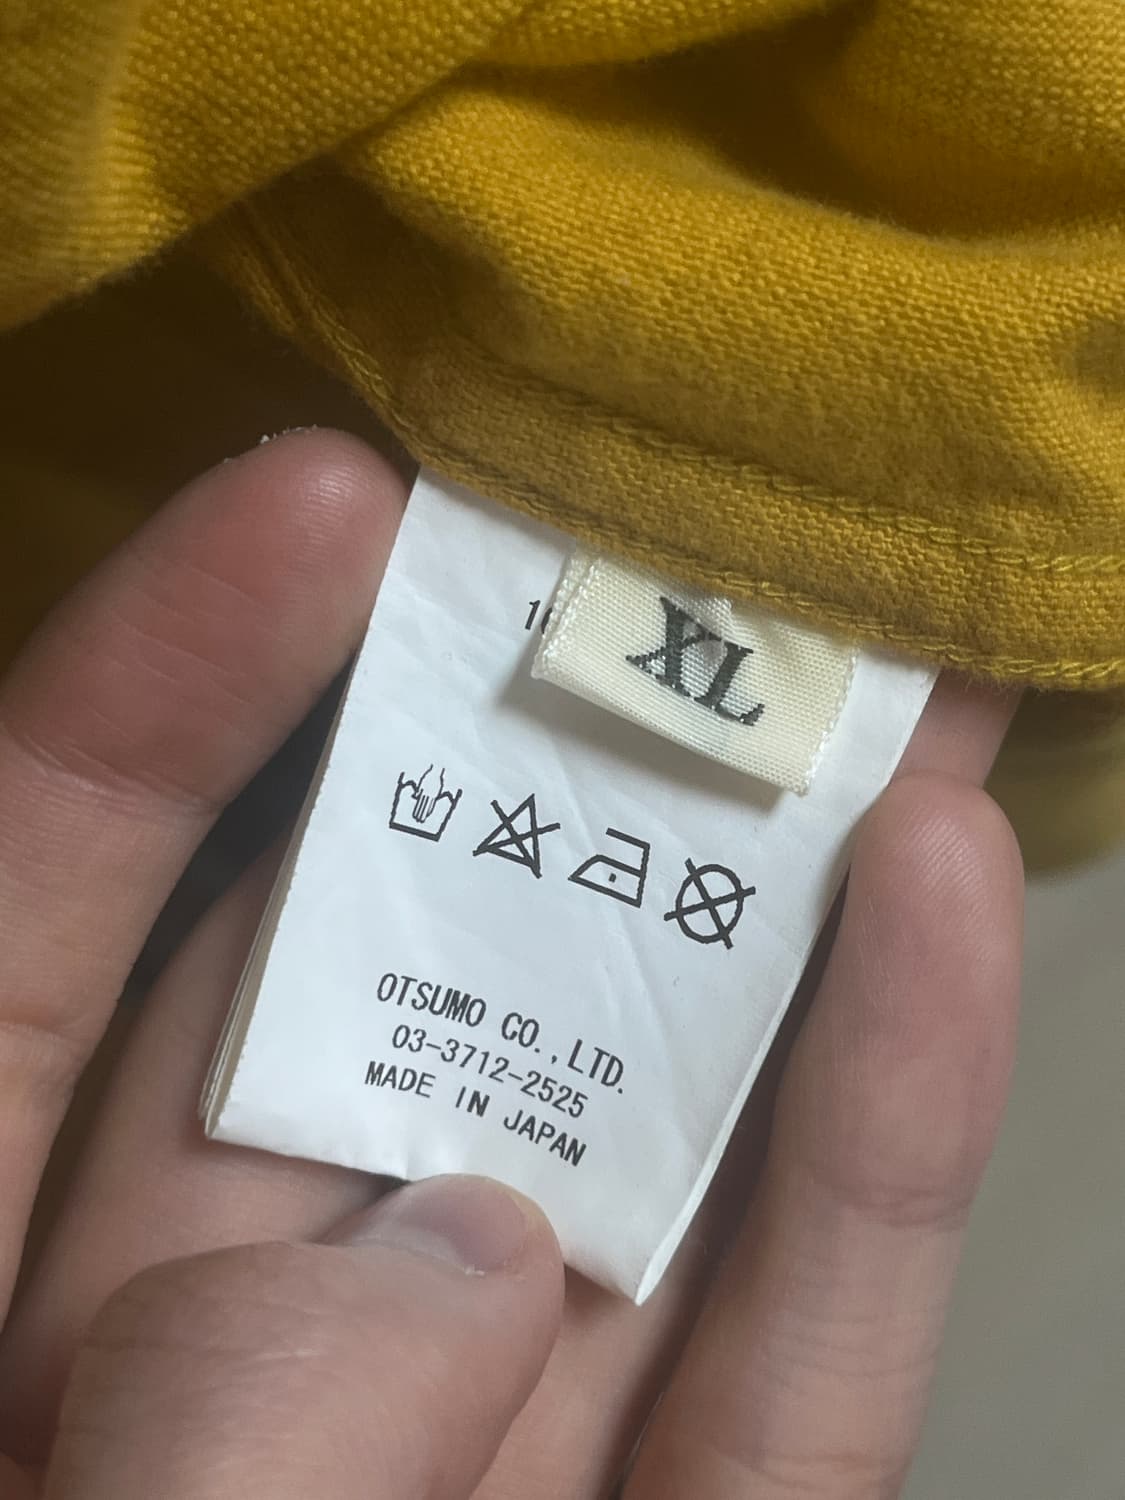 XL
OTSUMO CO., LTD.
03-3712-2525
MADE IN JAPAN